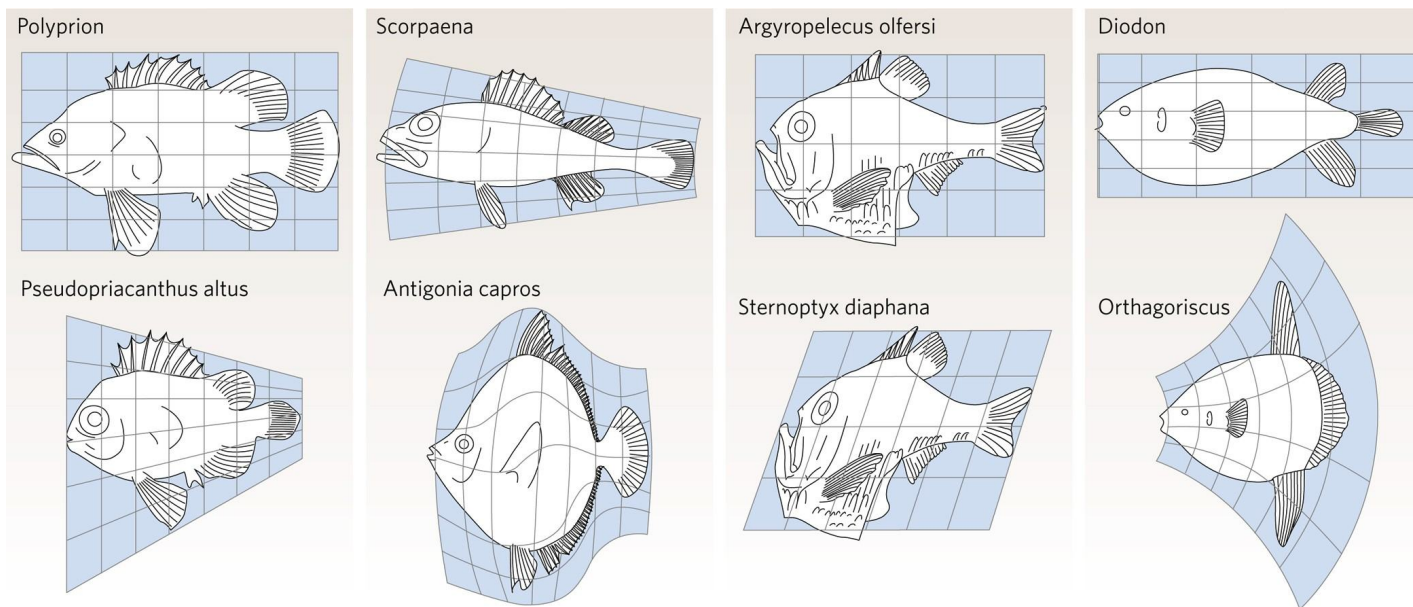 Polyprion
Scorpaena
Argyropelecus olfersi
Diodon
Pseudopriacanthus altus
Antigonia capros
Sternoptyx diaphana
Orthagoriscus